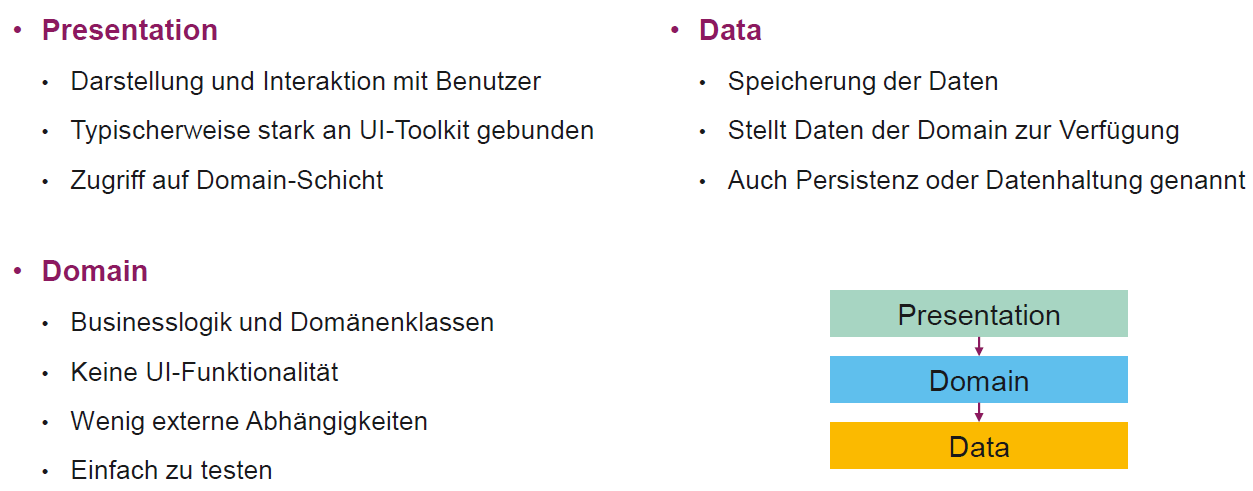 • Presentation
• Darstellung und Interaktion mit Benutzer
• Typischerweise stark an UI-Toolkit gebunden
• Zugriff auf Domain-Schicht
• Domain
• Businesslogik und Domänenklassen
• Keine UI-Funktionalität
• Wenig externe Abhängigkeiten
• Einfach zu testen
• Data
• Speicherung der Daten
• Stellt Daten der Domain zur Verfügung
• Auch Persistenz oder Datenhaltung genannt
Presentation
Domain
Data